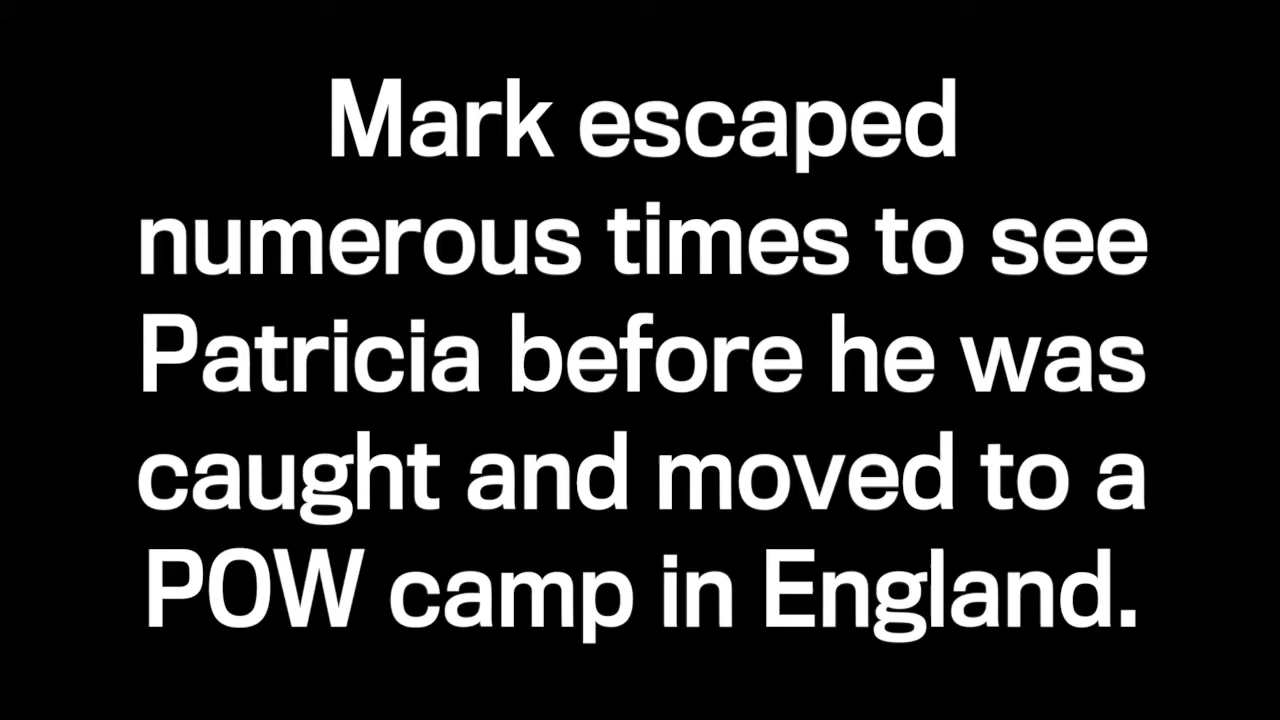 Mark escaped
numerous times to see
Patricia before he was
caught and moved to a
POW camp in England.